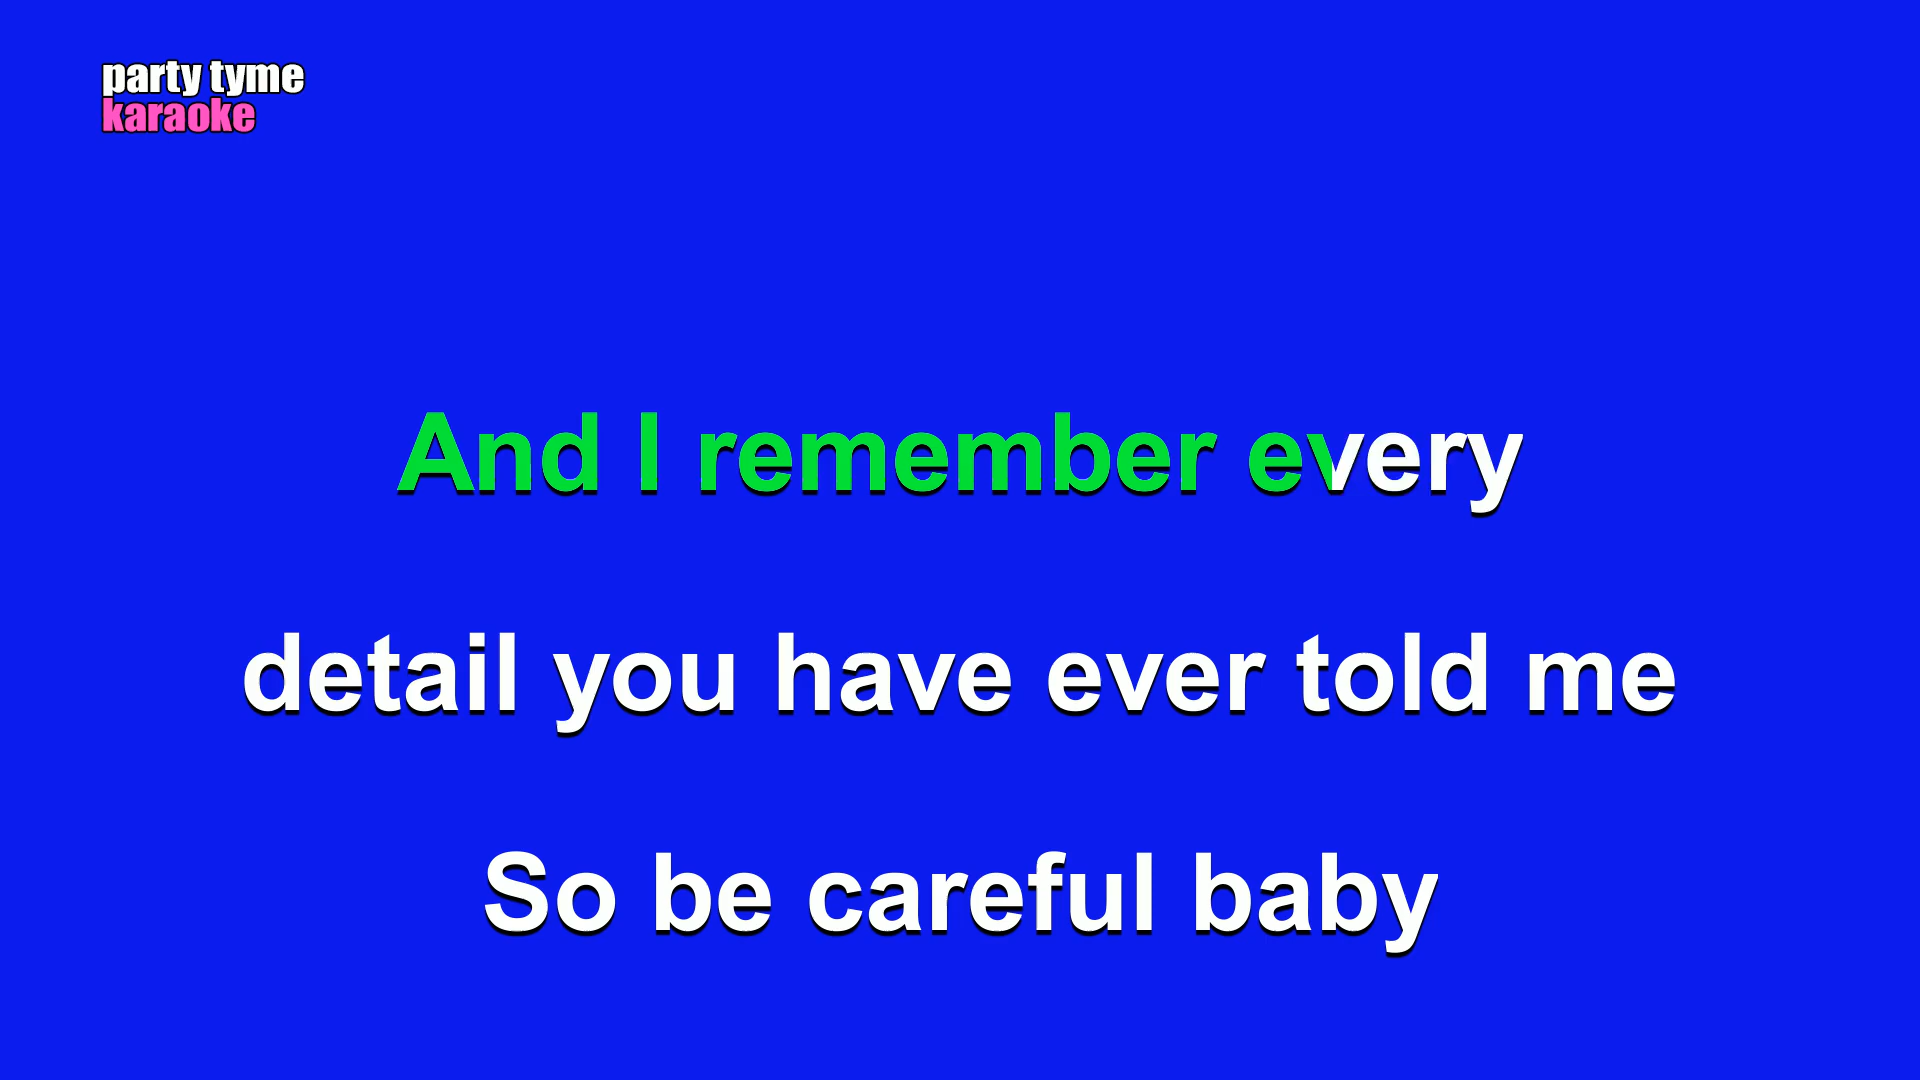 party tyme
karaoke
And I remember every
detail you have ever told me
So be careful baby